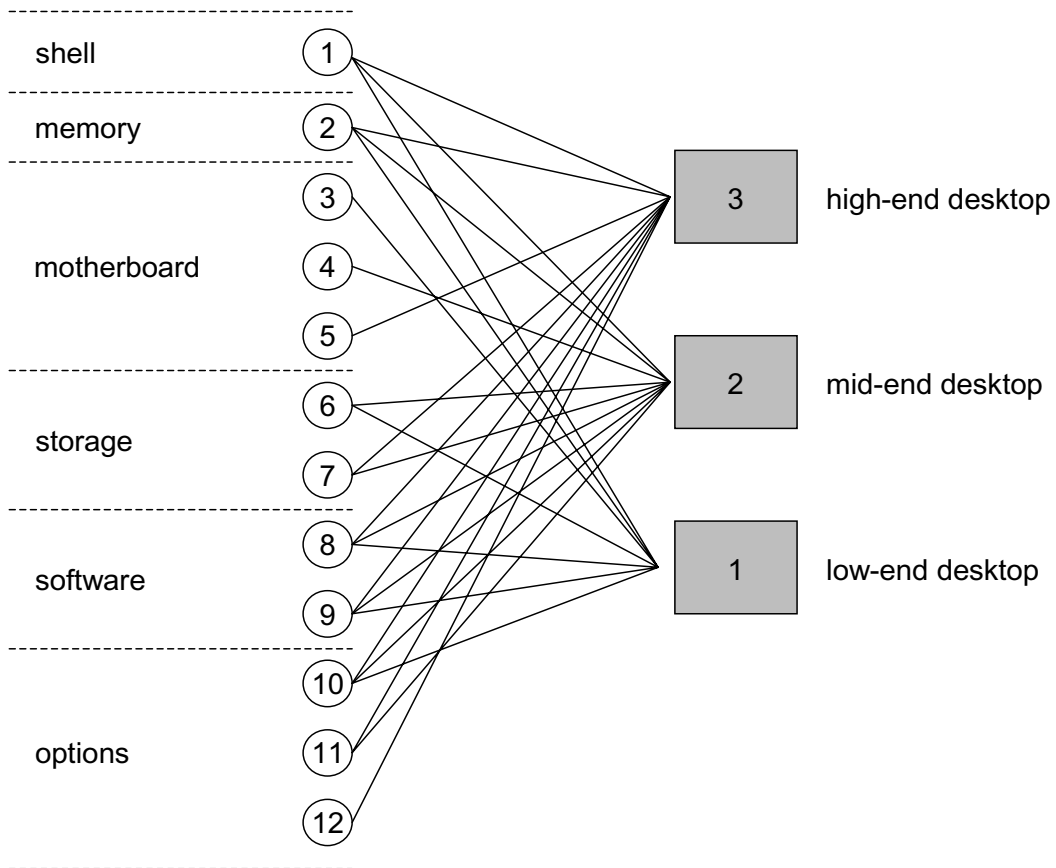 shell 1
memory 2
3
3 high-end desktop
motherboard 4
5
2 mid-end desktop
6
storage
7
8
1 low-end desktop
software
9
10
options 11
12